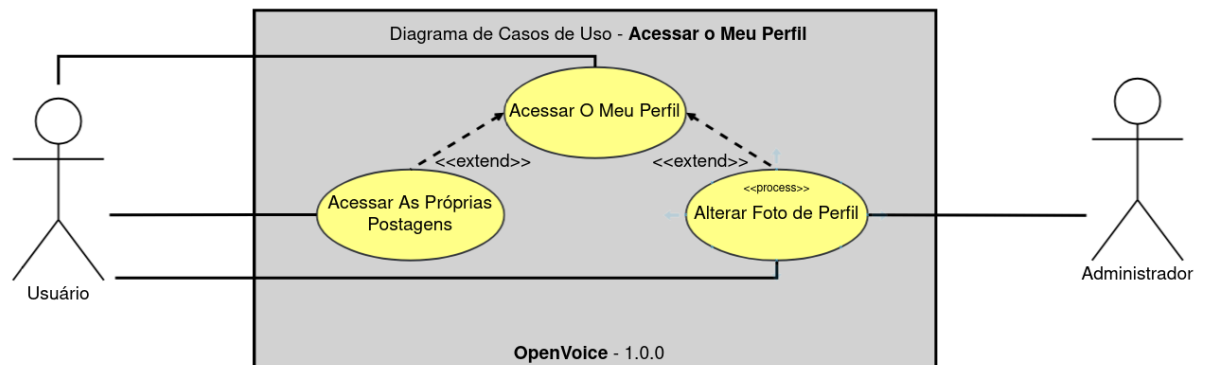 Diagrama de Casos de Uso - Acessar o Meu Perfil
Acessar O Meu Perfil
<<extend>>
<<extend>>
Acessar As Próprias
Postagens
<<process>>
Alterar Foto de Perfil
Usuário
Administrador
OpenVoice - 1.0.0